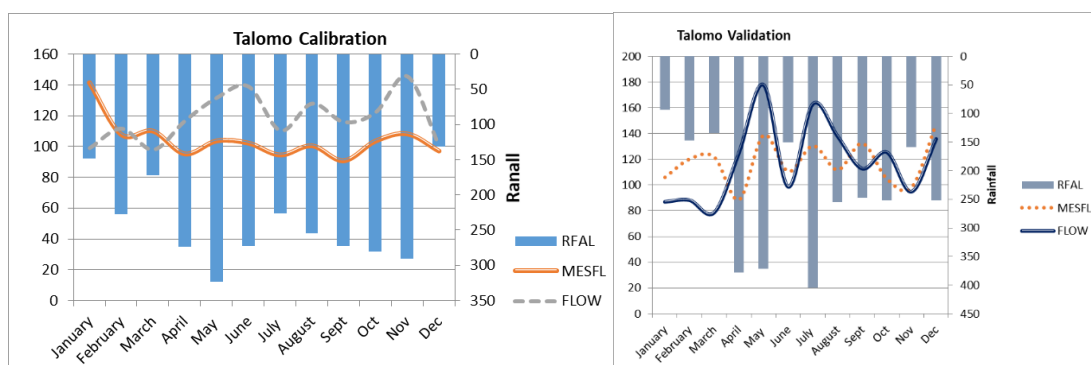 Talomo Calibration
160
140
120
100
80
60
40
20
0
0
50
100
150
200
250
300
350
Ranall
RFAL
MESFL
FLOW
January
February
March
April
May
June
July
August
Sept
Oct
Nov
Dec
Talomo Validation
200
180
160
140
120
100
80
60
40
20
0
0
50
100
150
200
250
300
350
400
450
Rainfall
RFAL
MESFL
FLOW
January
February
March
April
May
June
July
August
Sept
Oct
Nov
Dec